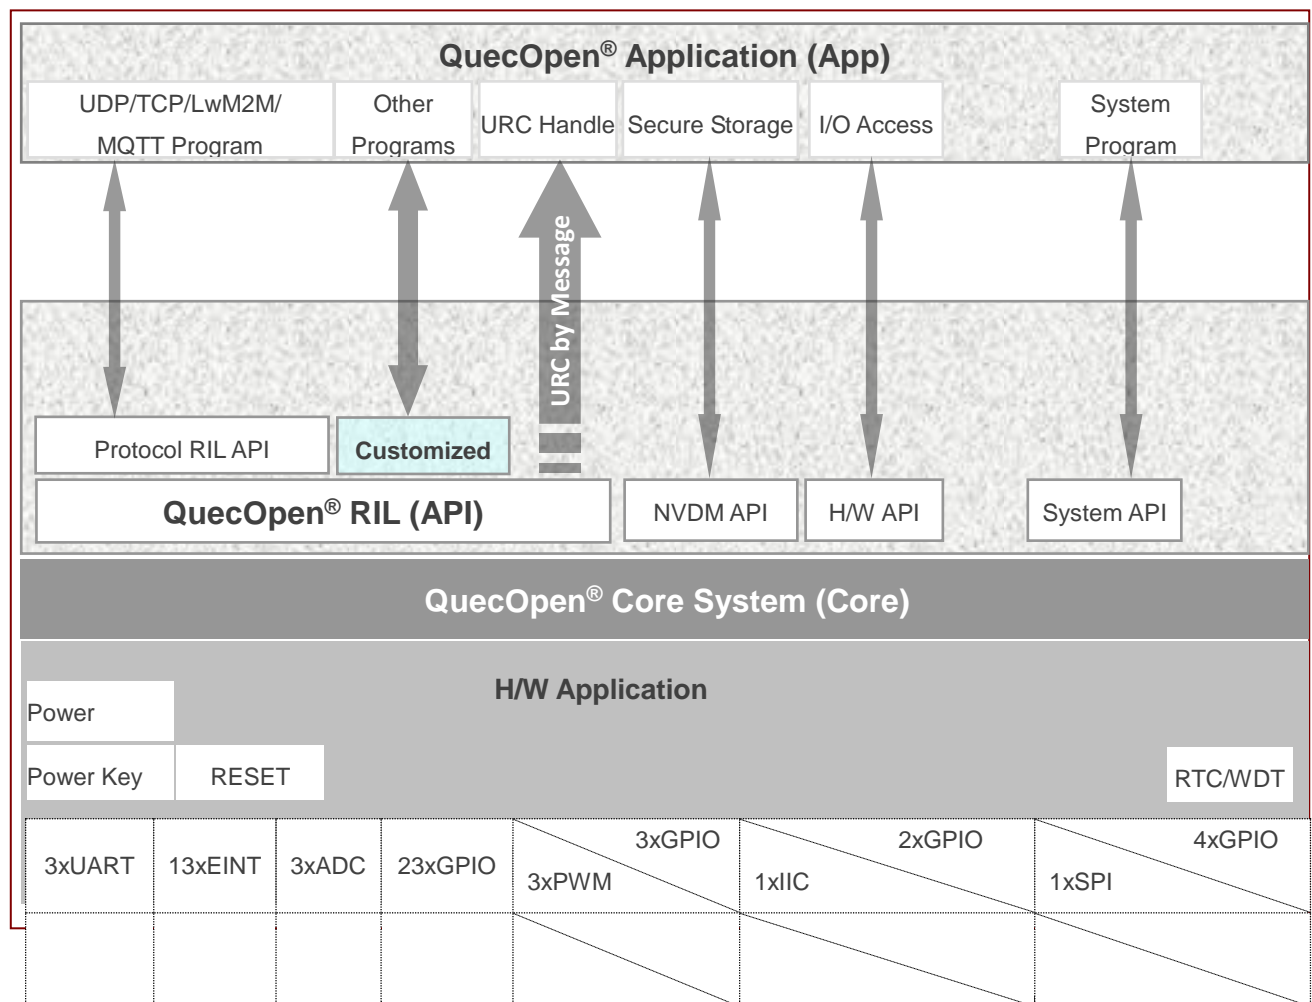 QuecOpen® Application (App)
UDP/TCP/LwM2M/
MQTT Program
Other
Programs
URC Handle
Secure Storage
I/O Access
System
Program
URC by Message
Protocol RIL API
Customized
QuecOpen® RIL (API)
NVDM API
H/W API
System API
QuecOpen® Core System (Core)
H/W Application
Power
Power Key
RESET
RTC/WDT
3xUART
13xEINT
3xADC
23xGPIO
3xGPIO
3xPWM
2xGPIO
1xIIC
4xGPIO
1xSPI